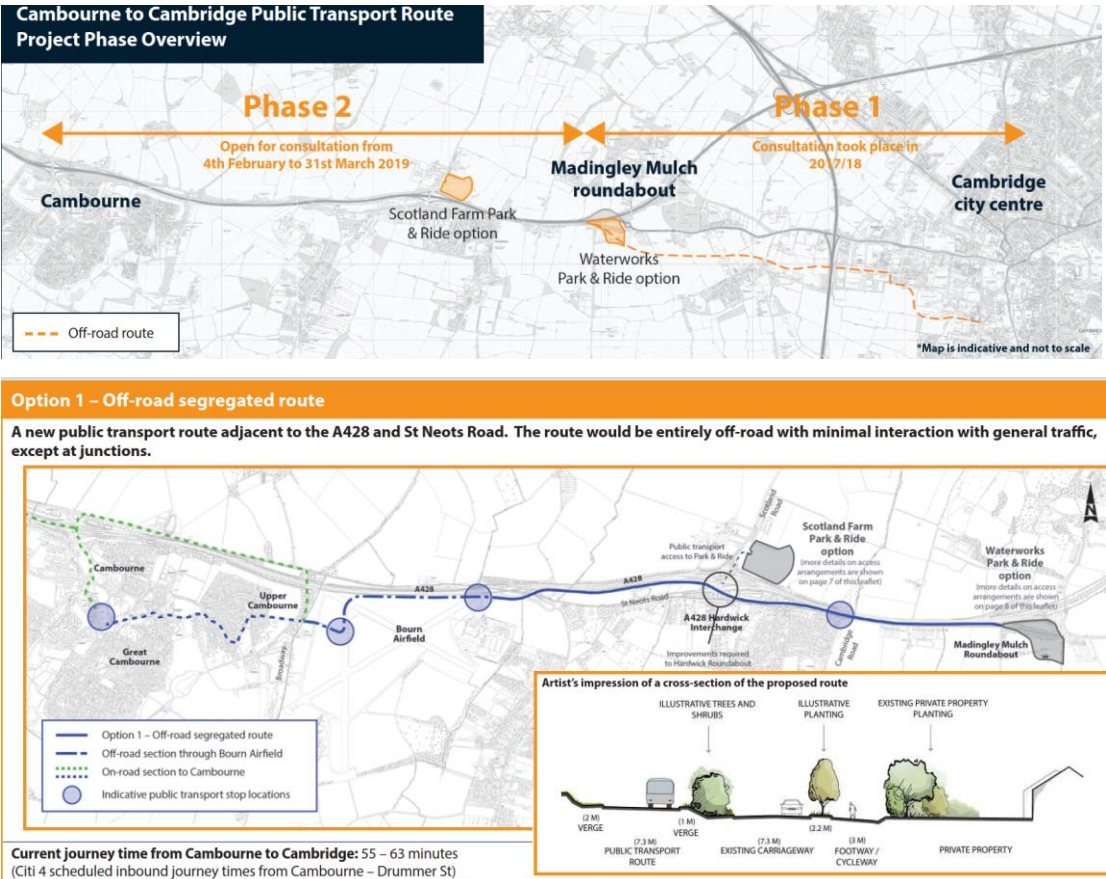 Cambourne to Cambridge Public Transport Route
Project Phase Overview
Phase 2
Phase 1
Open for consultation from
4th February to 31st March 2019
Consultation took place in
2017/18
Madingley Mulch
roundabout
Cambourne
Cambridge
city centre
Scotland Farm Park
& Ride option
Waterworks
Park & Ride option
Off-road route
*Map is indicative and not to scale
Option 1 – Off-road segregated route
A new public transport route adjacent to the A428 and St Neots Road. The route would be entirely off-road with minimal interaction with general traffic,
except at junctions.
Scotland
Road
N
Scotland Farm
Park & Ride
option
(more details on access
arrangements are shown
on page 7 of this leaflet)
Public transport
access to Park & Ride
Waterworks
Park & Ride
option
(more details on access
arrangements are shown
on page 8 of this leaflet)
Cambourne
A428
A428
St Neots Road
Upper
Cambourne
Bourn
Airfield
A428 Hardwick
Interchange
Great
Cambourne
Broadway
Cambridge
Road
Madingley Mulch
Roundabout
Improvements required
to Hardwick Roundabout
Option 1 – Off-road segregated route
Off-road section through Bourn Airfield
On-road section to Cambourne
Indicative public transport stop locations
Artist's impression of a cross-section of the proposed route
ILLUSTRATIVE TREES AND
SHRUBS
ILLUSTRATIVE
PLANTING
EXISTING PRIVATE PROPERTY
PLANTING
(2 M)
VERGE
(7.3 M)
PUBLIC TRANSPORT
ROUTE
(1 M)
VERGE
(7.3 M)
EXISTING CARRIAGEWAY
(2.2 M)
(3 M)
FOOTWAY /
CYCLEWAY
PRIVATE PROPERTY
Current journey time from Cambourne to Cambridge: 55 – 63 minutes
(Citi 4 scheduled inbound journey times from Cambourne – Drummer St)